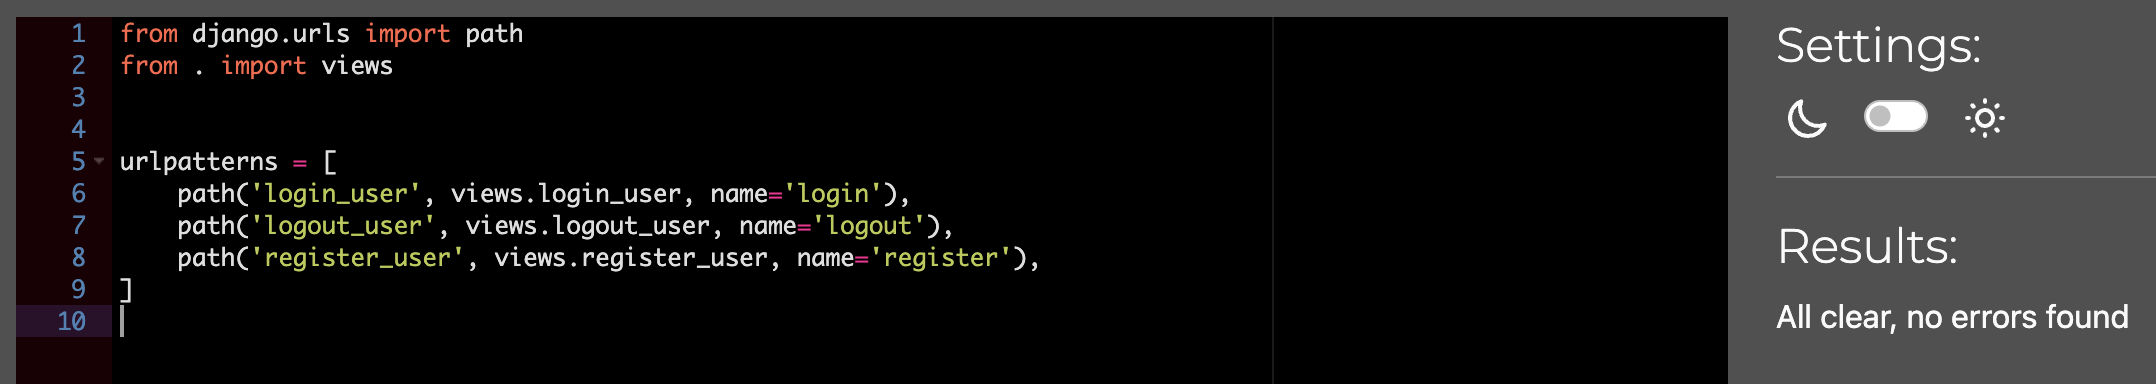 1 from django.urls import path
2 from . import views
3
4
5 urlpatterns = [
6     path('login_user', views.login_user, name='login'),
7     path('logout_user', views.logout_user, name='logout'),
8     path('register_user', views.register_user, name='register'),
9 ]
10
Settings:
Results:
All clear, no errors found